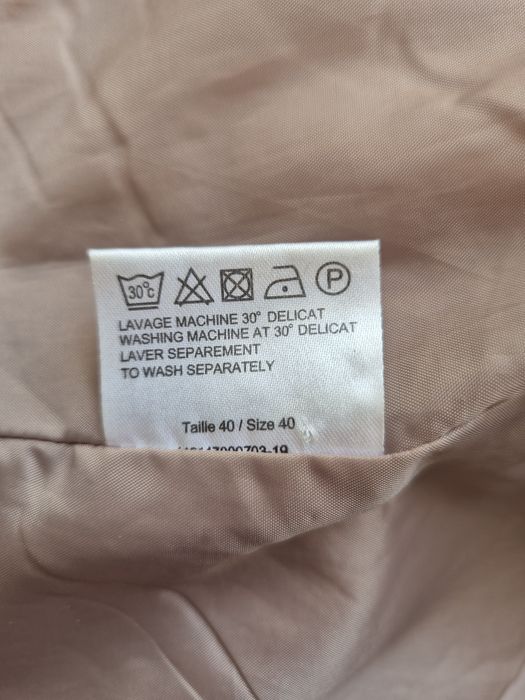 30°C
P
LAVAGE MACHINE 30° DELICAT
WASHING MACHINE AT 30° DELICAT
LAVER SEPAREMENT
TO WASH SEPARATELY
Taille 40 / Size 40